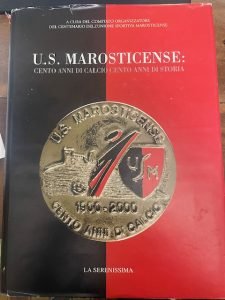 A CURA DEL COMITATO ORGANIZZATORE
DEL CENTENARIO DELL'UNIONE SPORTIVA MAROSTICENSE
U.S. MAROSTICENSE:
CENTO ANNI DI CALCIO CENTO ANNI DI STORIA
U.S. MAROSTICENSE
USM
1900-2000
CENTO ANNI DI CALCIO
LA SERENISSIMA